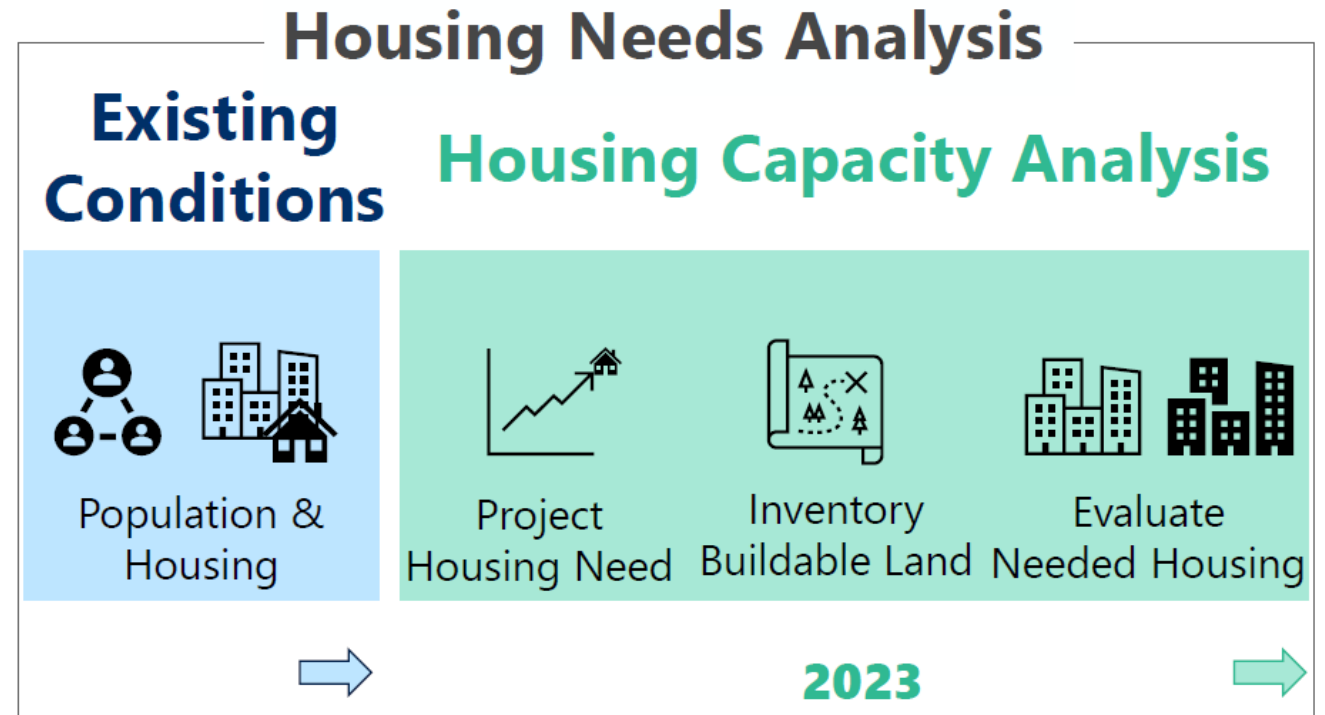 Housing Needs Analysis
Existing
Conditions
Housing Capacity Analysis
Population &
Housing
Project
Housing Need
Inventory
Buildable Land
Evaluate
Needed Housing
2023